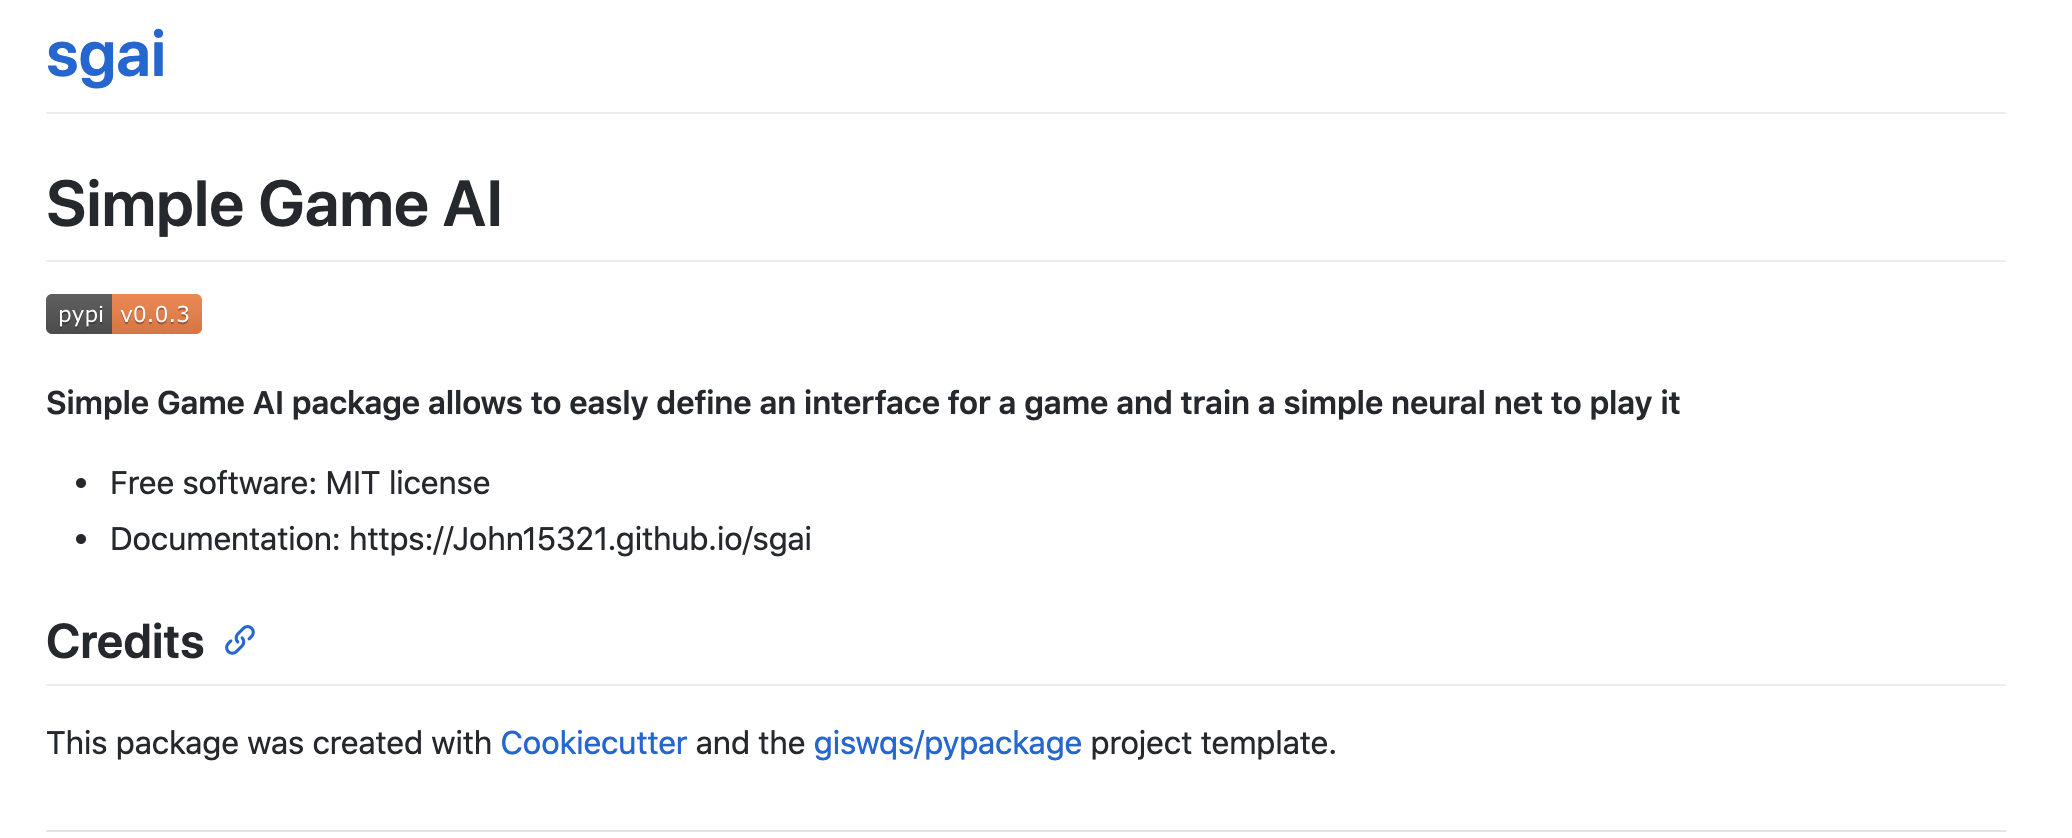 sgai
Simple Game AI
pypi v0.0.3
Simple Game AI package allows to easly define an interface for a game and train a simple neural net to play it
• Free software: MIT license
• Documentation: https://John15321.github.io/sgai
Credits
This package was created with Cookiecutter and the giswqs/pypackage project template.